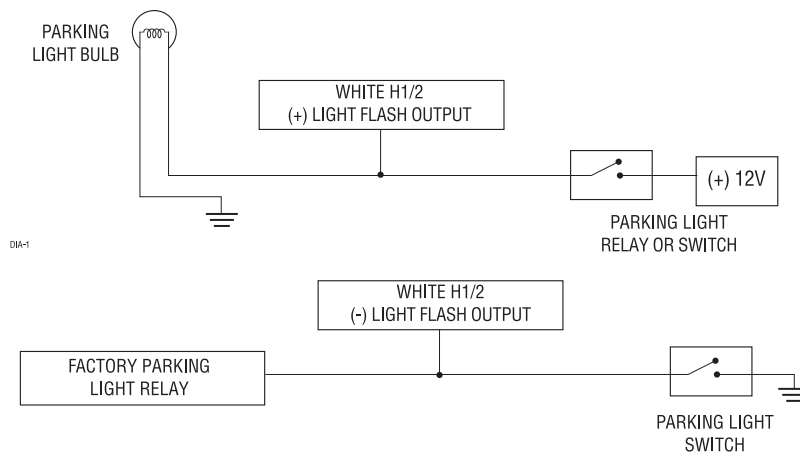 PARKING
LIGHT BULB
WHITE H1/2
(+) LIGHT FLASH OUTPUT
(+) 12V
PARKING LIGHT
RELAY OR SWITCH
DIA-1
WHITE H1/2
(-) LIGHT FLASH OUTPUT
FACTORY PARKING
LIGHT RELAY
PARKING LIGHT
SWITCH